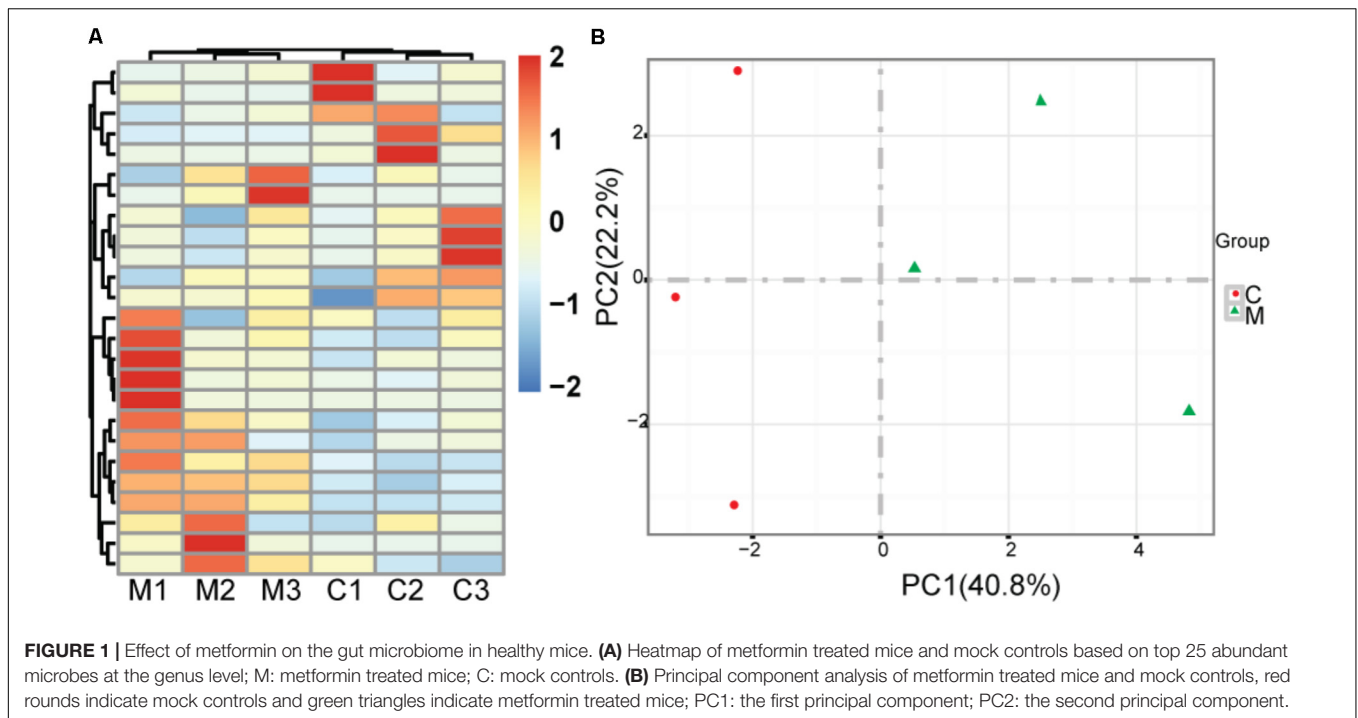 A
2
1
0
−1
−2
M1 M2 M3 C1 C2 C3
B
PC2(22.2%)
2
0
−2
−2 0 2 4
PC1(40.8%)
Group
C
M
FIGURE 1 | Effect of metformin on the gut microbiome in healthy mice. (A) Heatmap of metformin treated mice and mock controls based on top 25 abundant
microbes at the genus level; M: metformin treated mice; C: mock controls. (B) Principal component analysis of metformin treated mice and mock controls, red
rounds indicate mock controls and green triangles indicate metformin treated mice; PC1: the first principal component; PC2: the second principal component.